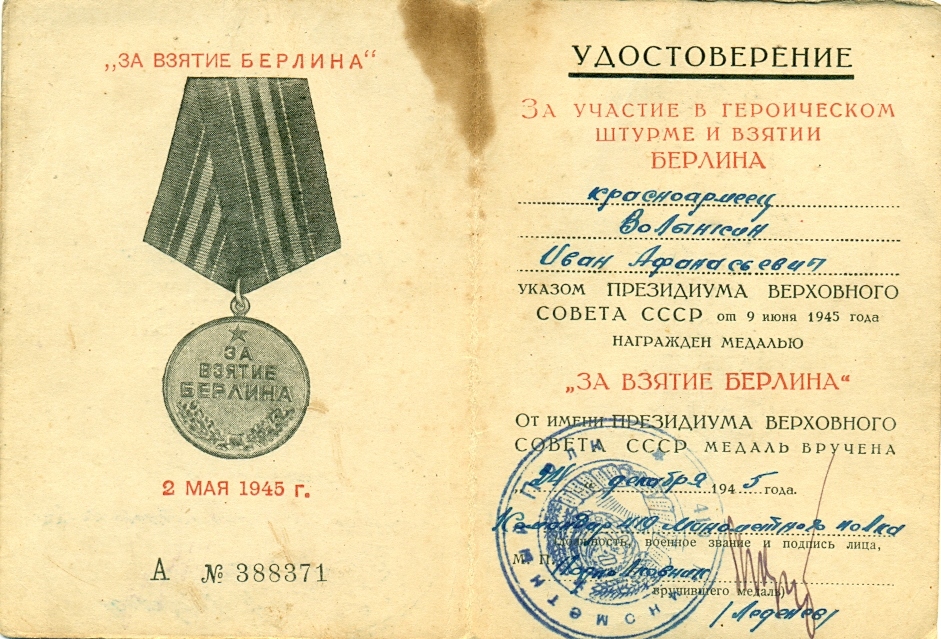 „ЗА ВЗЯТИЕ БЕРЛИНА“
ЗА
ВЗЯТИЕ
БЕРЛИНА
2 МАЯ 1945 г.
А № 388371
УДОСТОВЕРЕНИЕ
ЗА УЧАСТИЕ В ГЕРОИЧЕСКОМ
ШТУРМЕ И ВЗЯТИИ
БЕРЛИНА
красноармеец
Волынкин
Иван Афанасьевич
УКАЗОМ ПРЕЗИДИУМА ВЕРХОВНОГО
СОВЕТА СССР от 9 июня 1945 года
НАГРАЖДЕН МЕДАЛЬЮ
„ЗА ВЗЯТИЕ БЕРЛИНА“
От имени ПРЕЗИДИУМА ВЕРХОВНОГО
СОВЕТА СССР МЕДАЛЬ ВРУЧЕНА
„24“ декабря 1945 года.
Командир 410 минометного полка
должность, военное звание и подпись лица,
М. П. Подполковник
вручившего медаль)
(Леденев)